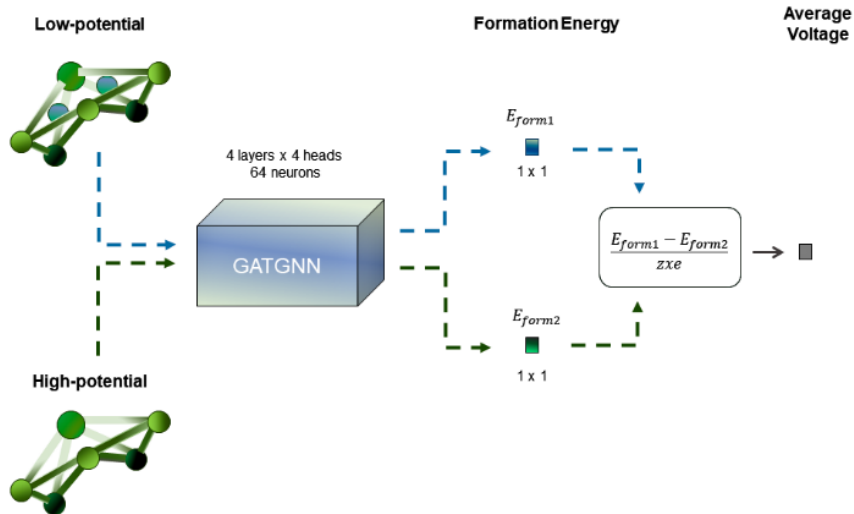 Low-potential
Formation Energy
Average
Voltage
4 layers x 4 heads
64 neurons
GATGNN
E_form1
1 x 1
E_form1 − E_form2
zxe
E_form2
1 x 1
High-potential